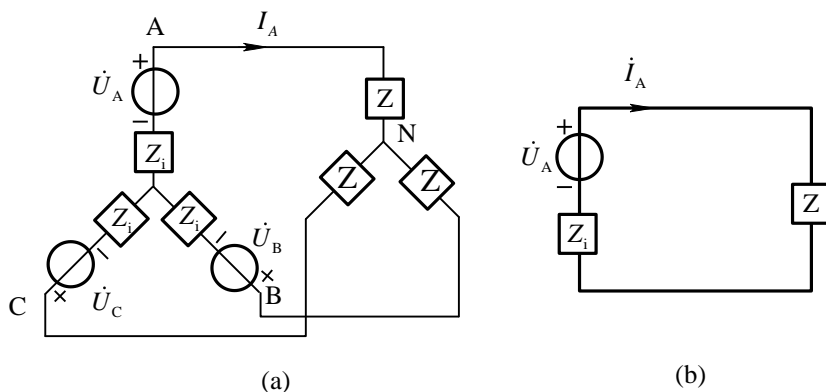 A
I_A
+
U̇_A
−
Z_i
Z
N
Z_i
Z_i
Z
Z
−
−
U̇_B
U̇_C
+
+
C
B
(a)
İ_A
+
U̇_A
−
Z_i
Z
(b)